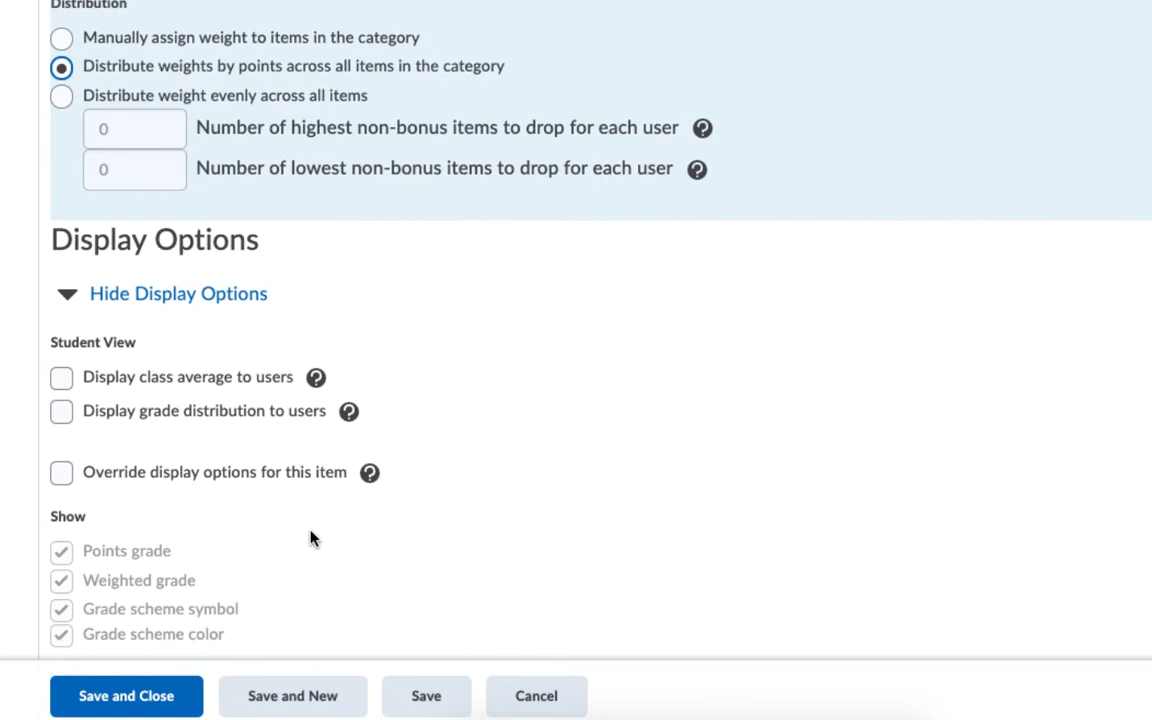 Distribution
Manually assign weight to items in the category
Distribute weights by points across all items in the category
Distribute weight evenly across all items
0 Number of highest non-bonus items to drop for each user ?
0 Number of lowest non-bonus items to drop for each user ?
Display Options
Hide Display Options
Student View
Display class average to users ?
Display grade distribution to users ?
Override display options for this item ?
Show
Points grade
Weighted grade
Grade scheme symbol
Grade scheme color
Save and Close Save and New Save Cancel